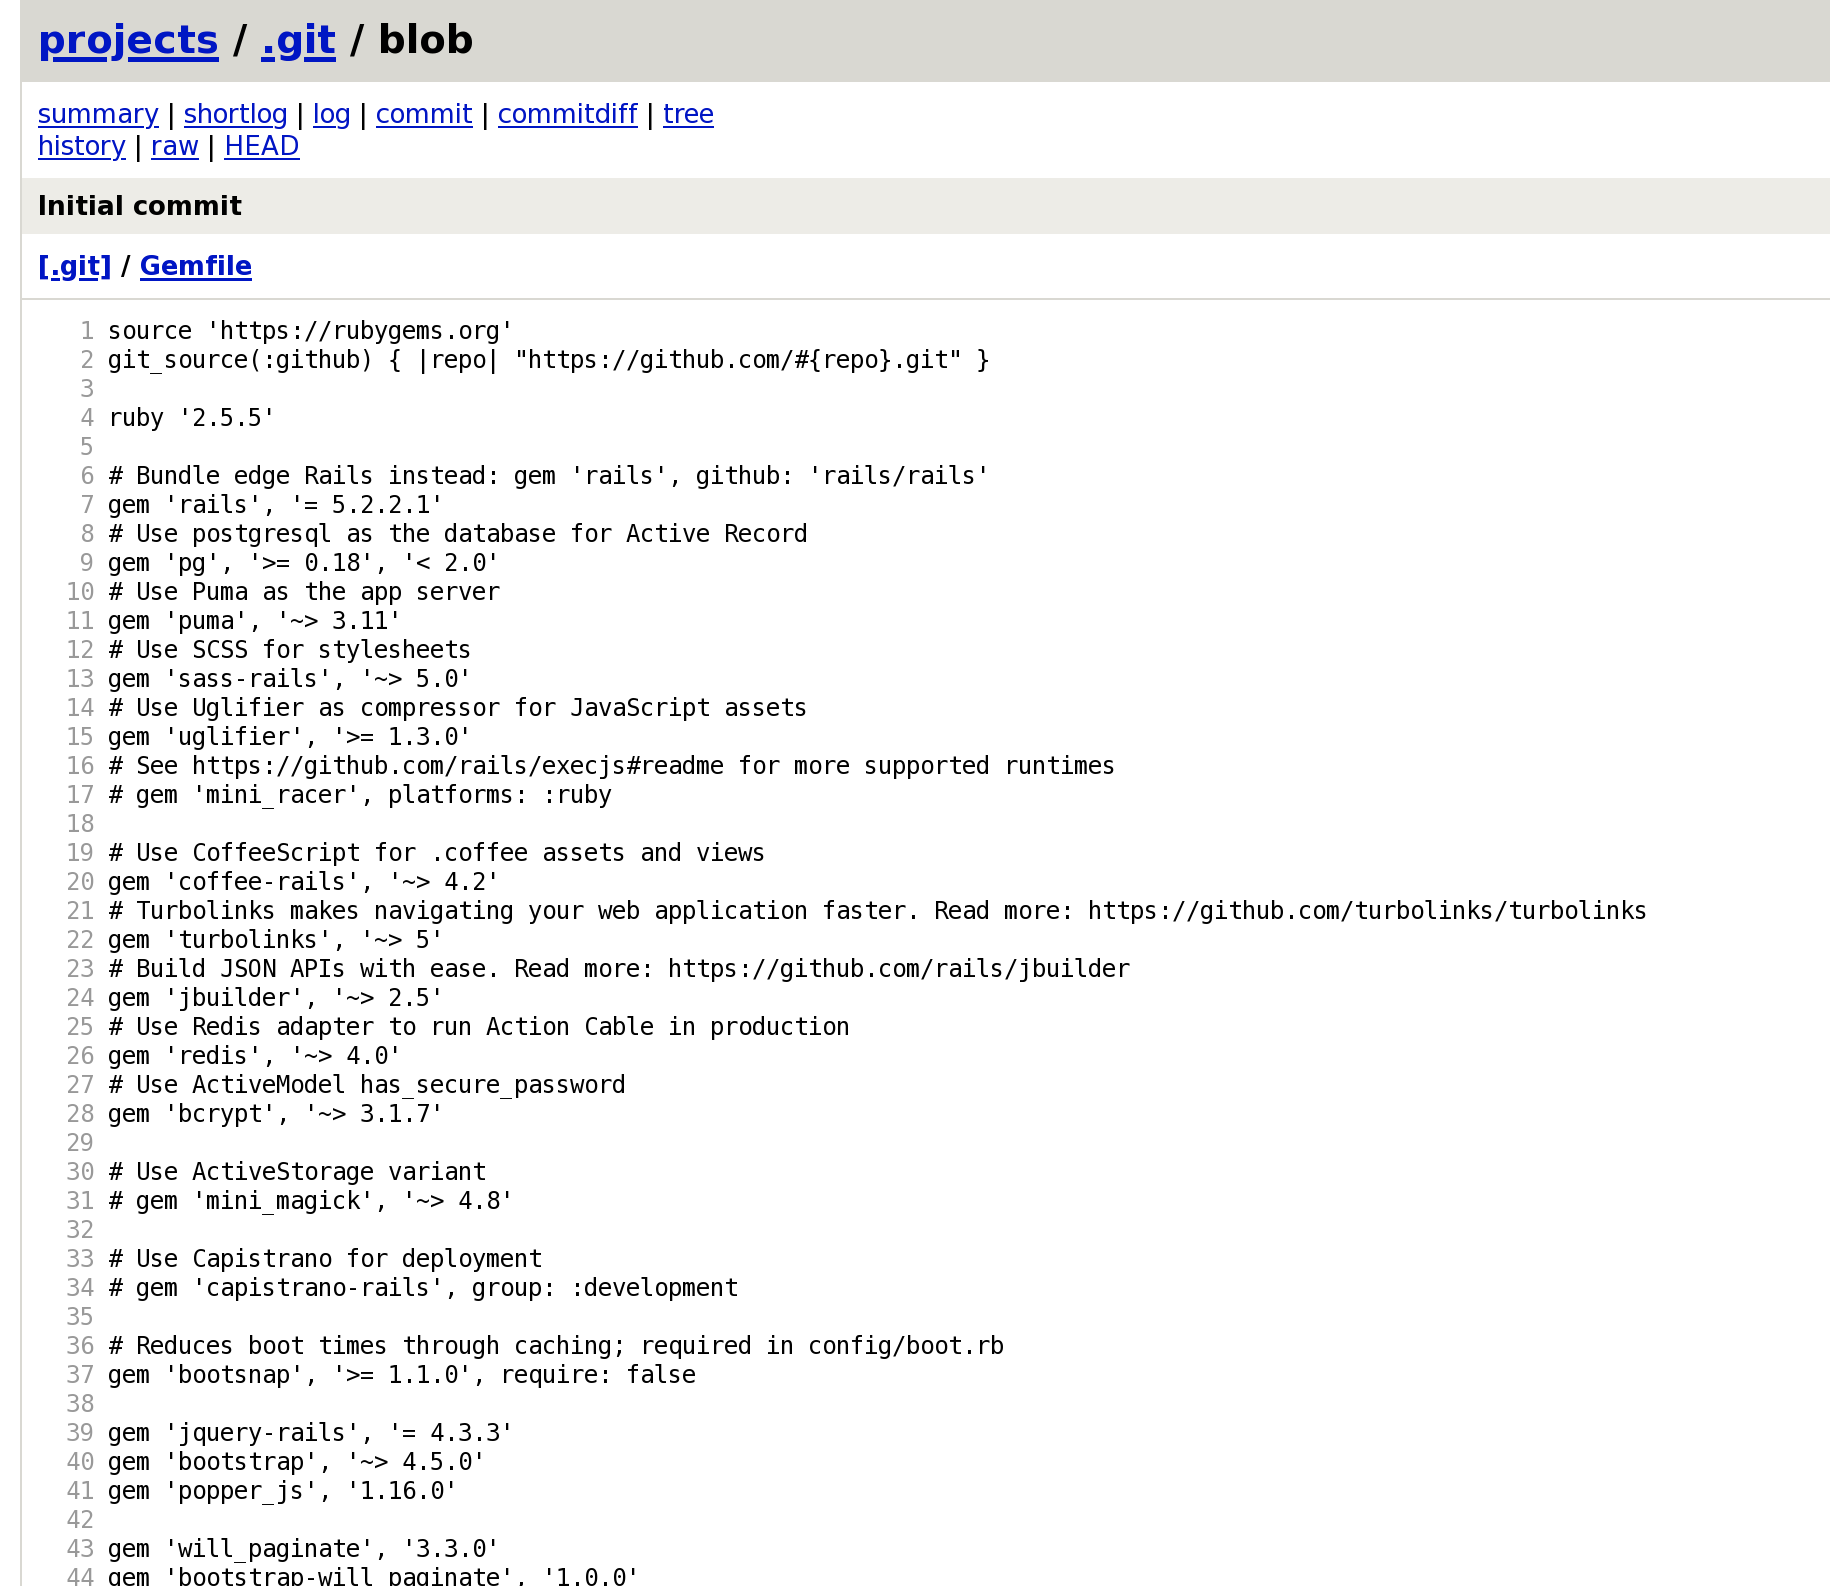 projects / .git / blob
summary | shortlog | log | commit | commitdiff | tree
history | raw | HEAD
Initial commit
[.git] / Gemfile
1 source 'https://rubygems.org'
2 git_source(:github) { |repo| "https://github.com/#{repo}.git" }
3
4 ruby '2.5.5'
5
6 # Bundle edge Rails instead: gem 'rails', github: 'rails/rails'
7 gem 'rails', '= 5.2.2.1'
8 # Use postgresql as the database for Active Record
9 gem 'pg', '>= 0.18', '< 2.0'
10 # Use Puma as the app server
11 gem 'puma', '~> 3.11'
12 # Use SCSS for stylesheets
13 gem 'sass-rails', '~> 5.0'
14 # Use Uglifier as compressor for JavaScript assets
15 gem 'uglifier', '>= 1.3.0'
16 # See https://github.com/rails/execjs#readme for more supported runtimes
17 # gem 'mini_racer', platforms: :ruby
18
19 # Use CoffeeScript for .coffee assets and views
20 gem 'coffee-rails', '~> 4.2'
21 # Turbolinks makes navigating your web application faster. Read more: https://github.com/turbolinks/turbolinks
22 gem 'turbolinks', '~> 5'
23 # Build JSON APIs with ease. Read more: https://github.com/rails/jbuilder
24 gem 'jbuilder', '~> 2.5'
25 # Use Redis adapter to run Action Cable in production
26 gem 'redis', '~> 4.0'
27 # Use ActiveModel has_secure_password
28 gem 'bcrypt', '~> 3.1.7'
29
30 # Use ActiveStorage variant
31 # gem 'mini_magick', '~> 4.8'
32
33 # Use Capistrano for deployment
34 # gem 'capistrano-rails', group: :development
35
36 # Reduces boot times through caching; required in config/boot.rb
37 gem 'bootsnap', '>= 1.1.0', require: false
38
39 gem 'jquery-rails', '= 4.3.3'
40 gem 'bootstrap', '~> 4.5.0'
41 gem 'popper_js', '1.16.0'
42
43 gem 'will_paginate', '3.3.0'
44 gem 'bootstrap-will_paginate', '1.0.0'